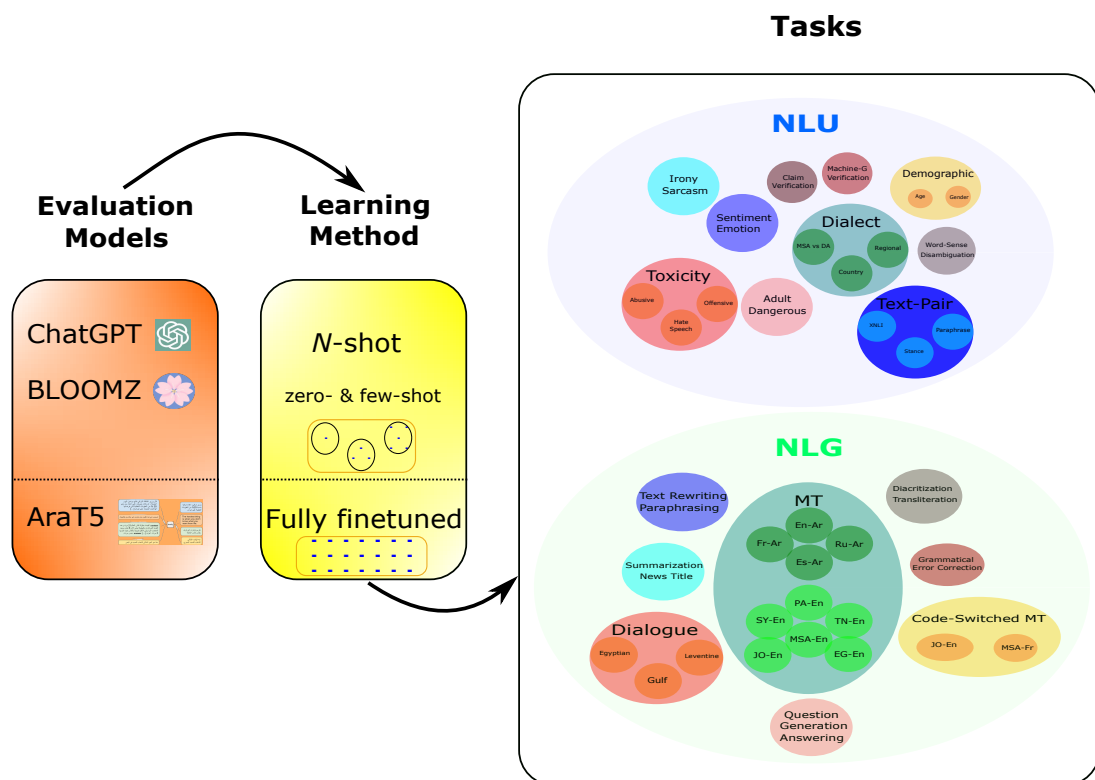 Tasks
Evaluation
Models
Learning
Method
ChatGPT
BLOOMZ
AraT5
N-shot
zero- & few-shot
Fully finetuned
NLU
Irony
Sarcasm
Claim
Verification
Machine-G
Verification
Demographic
Age
Gender
Sentiment
Emotion
Dialect
MSA vs DA
Regional
Country
Word-Sense
Disambiguation
Toxicity
Abusive
Offensive
Hate
Speech
Adult
Dangerous
Text-Pair
XNLI
Paraphrase
Stance
NLG
Text Rewriting
Paraphrasing
MT
En-Ar
Fr-Ar
Ru-Ar
Es-Ar
PA-En
SY-En
TN-En
MSA-En
JO-En
EG-En
Diacritization
Transliteration
Summarization
News Title
Grammatical
Error Correction
Dialogue
Egyptian
Leventine
Gulf
Code-Switched MT
JO-En
MSA-Fr
Question
Generation
Answering